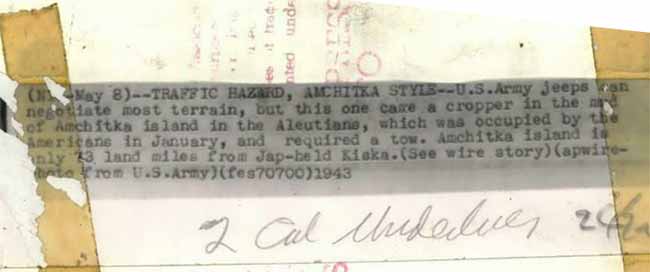 May 8)--TRAFFIC HAZARD, AMCHITKA STYLE--U.S.Army jeeps can
negotiate most terrain, but this one came a cropper in the mud
of Amchitka island in the Aleutians, which was occupied by the
Americans in January, and required a tow. Amchitka island is
only 73 land miles from Jap-held Kiska.(See wire story)(apwire-
photo from U.S.Army)(fes70700)1943
2 Col Underlines